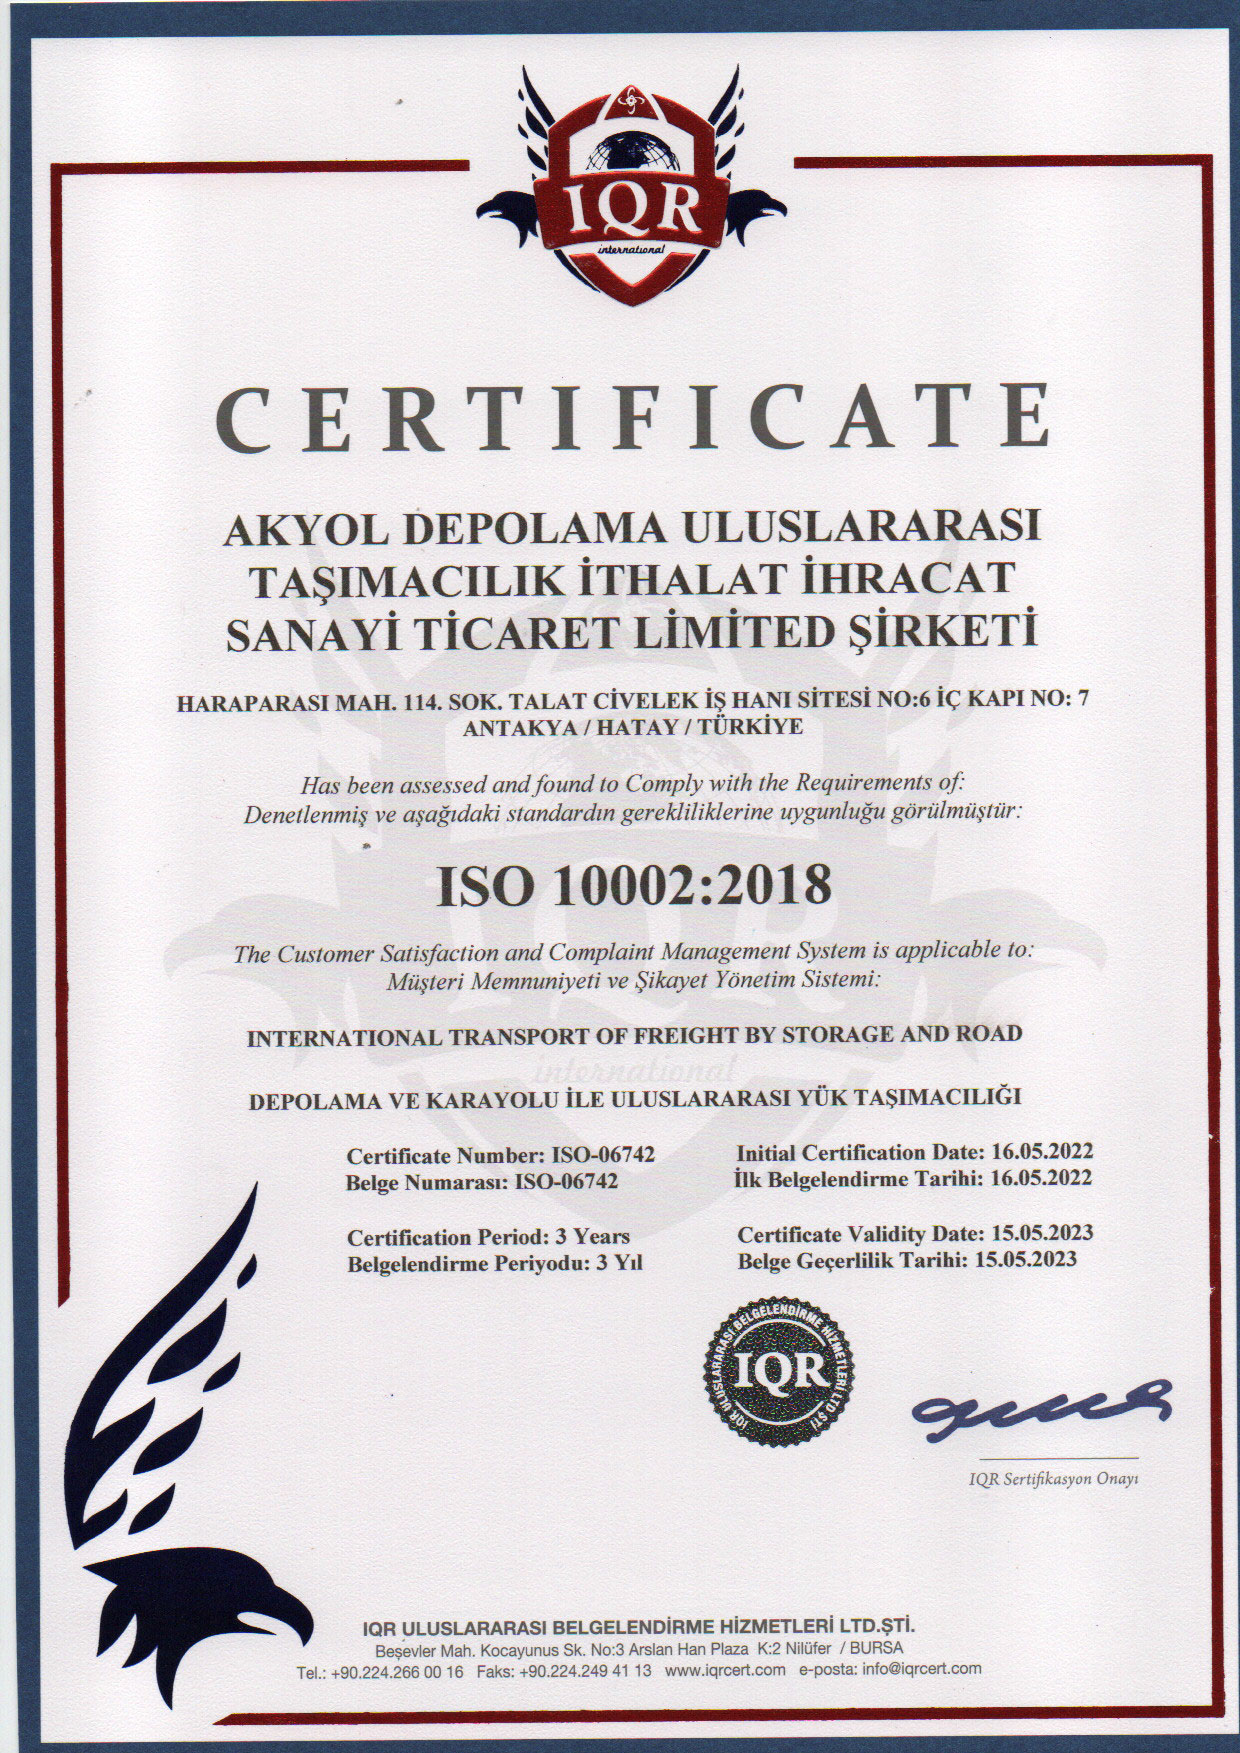 IQR
international
CERTIFICATE
AKYOL DEPOLAMA ULUSLARARASI
TAŞIMACILIK İTHALAT İHRACAT
SANAYİ TİCARET LİMİTED ŞİRKETİ
HARAPARASI MAH. 114. SOK. TALAT CİVELEK İŞ HANI SİTESİ NO:6 İÇ KAPI NO: 7
ANTAKYA / HATAY / TÜRKİYE
Has been assessed and found to Comply with the Requirements of:
Denetlenmiş ve aşağıdaki standardın gerekliliklerine uygunluğu görülmüştür:
ISO 10002:2018
The Customer Satisfaction and Complaint Management System is applicable to:
Müşteri Memnuniyeti ve Şikayet Yönetim Sistemi:
INTERNATIONAL TRANSPORT OF FREIGHT BY STORAGE AND ROAD
international
DEPOLAMA VE KARAYOLU İLE ULUSLARARASI YÜK TAŞIMACILIĞI
Certificate Number: ISO-06742
Belge Numarası: ISO-06742
Initial Certification Date: 16.05.2022
İlk Belgelendirme Tarihi: 16.05.2022
Certification Period: 3 Years
Belgelendirme Periyodu: 3 Yıl
Certificate Validity Date: 15.05.2023
Belge Geçerlilik Tarihi: 15.05.2023
IQR ULUSLARARASI BELGELENDİRME HİZMETLERİ LTD ŞTİ
IQR
IQR Sertifikasyon Onayı
IQR ULUSLARARASI BELGELENDİRME HİZMETLERİ LTD.ŞTİ.
Beşevler Mah. Kocayunus Sk. No:3 Arslan Han Plaza K:2 Nilüfer / BURSA
Tel.: +90.224.266 00 16 Faks: +90.224.249 41 13 www.iqrcert.com e-posta: info@iqrcert.com